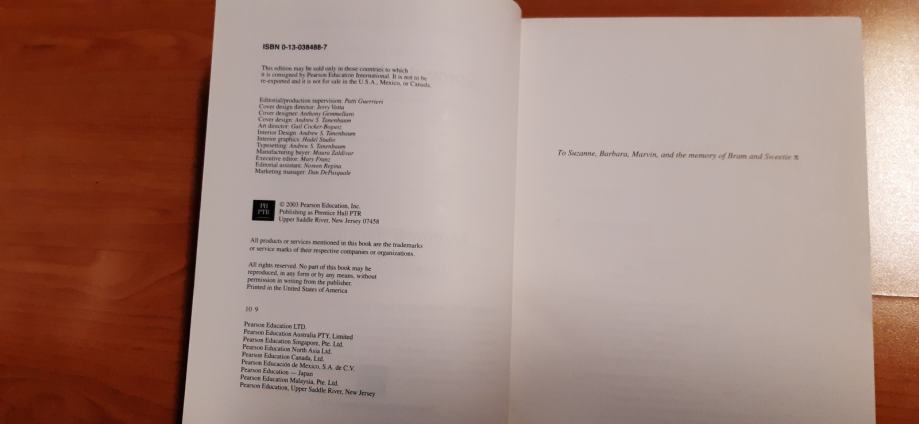 ISBN 0-13-038488-7
This edition may be sold only in those countries to which
it is consigned by Pearson Education International. It is not to be
re-exported and it is not for sale in the U.S.A., Mexico, or Canada.
Editorial/production supervision: Patti Guerrieri
Cover design director: Jerry Votta
Cover designer: Anthony Gemmellaro
Cover design: Andrew S. Tanenbaum
Art director: Gail Cocker-Bogusz
Interior Design: Andrew S. Tanenbaum
Interior graphics: Hadel Studio
Typesetting: Andrew S. Tanenbaum
Manufacturing buyer: Maura Zaldivar
Executive editor: Mary Franz
Editorial assistant: Noreen Regina
Marketing manager: Dan DePasquale
PH
PTR
© 2003 Pearson Education, Inc.
Publishing as Prentice Hall PTR
Upper Saddle River, New Jersey 07458
All products or services mentioned in this book are the trademarks
or service marks of their respective companies or organizations.
All rights reserved. No part of this book may be
reproduced, in any form or by any means, without
permission in writing from the publisher.
Printed in the United States of America
10 9
Pearson Education LTD.
Pearson Education Australia PTY, Limited
Pearson Education Singapore, Pte. Ltd.
Pearson Education North Asia Ltd.
Pearson Education Canada, Ltd.
Pearson Educación de Mexico, S.A. de C.V.
Pearson Education — Japan
Pearson Education Malaysia, Pte. Ltd.
Pearson Education, Upper Saddle River, New Jersey
To Suzanne, Barbara, Marvin, and the memory of Bram and Sweetie